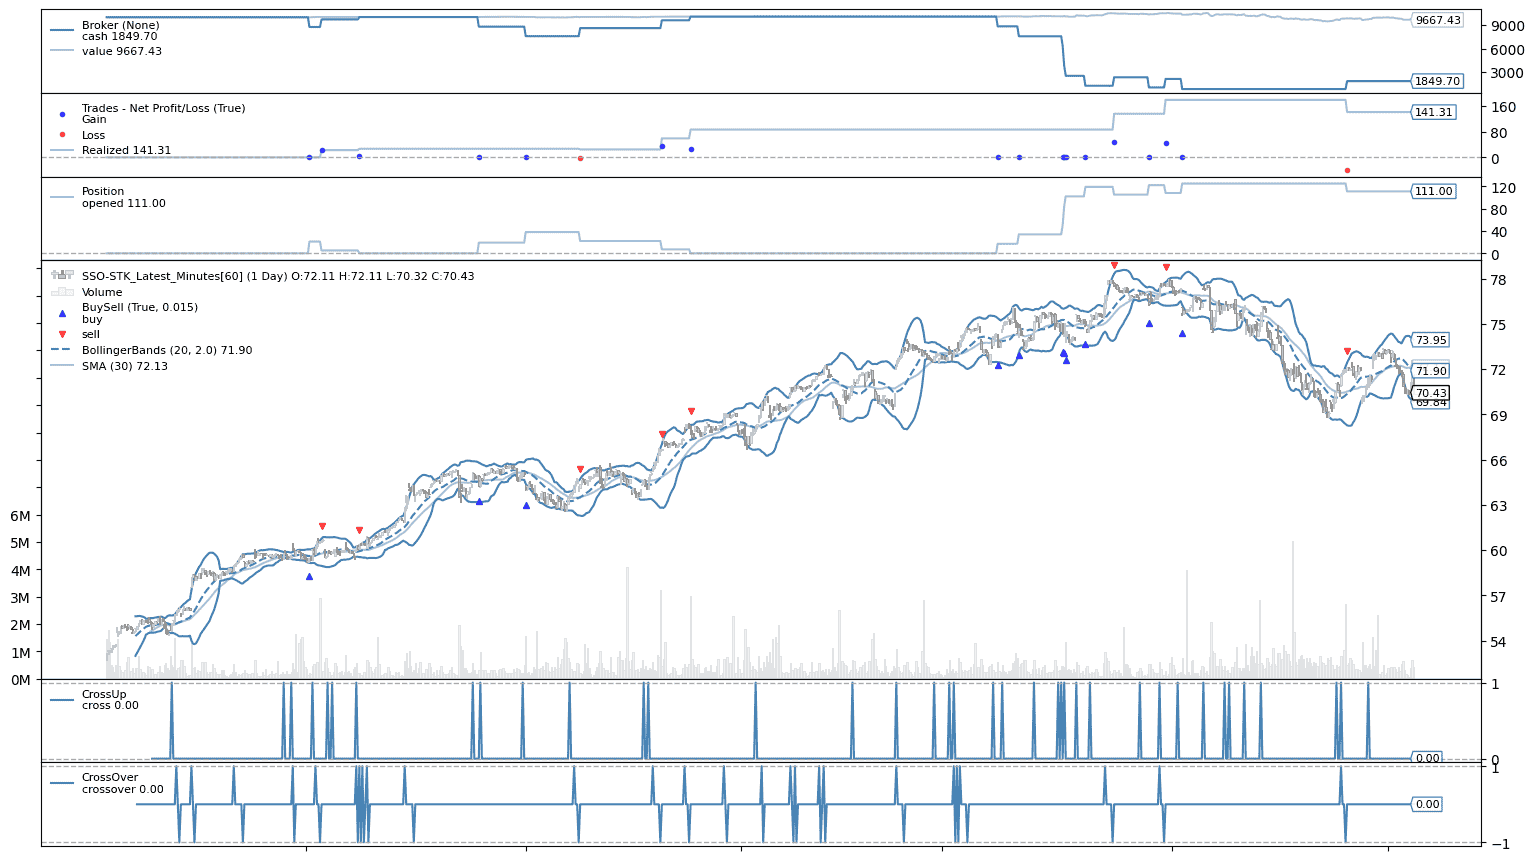 Broker (None)
cash 1849.70
value 9667.43
9667.43
9000
6000
3000
1849.70
Trades - Net Profit/Loss (True)
Gain
Loss
Realized 141.31
160
141.31
80
0
Position
opened 111.00
120
111.00
80
40
0
SSO-STK_Latest_Minutes[60] (1 Day) O:72.11 H:72.11 L:70.32 C:70.43
Volume
BuySell (True, 0.015)
buy
sell
BollingerBands (20, 2.0) 71.90
SMA (30) 72.13
78
75
73.95
72
71.90
70.43
69.84
69
66
63
60
57
54
6M
5M
4M
3M
2M
1M
0M
CrossUp
cross 0.00
1
0.00
0
CrossOver
crossover 0.00
1
0.00
−1